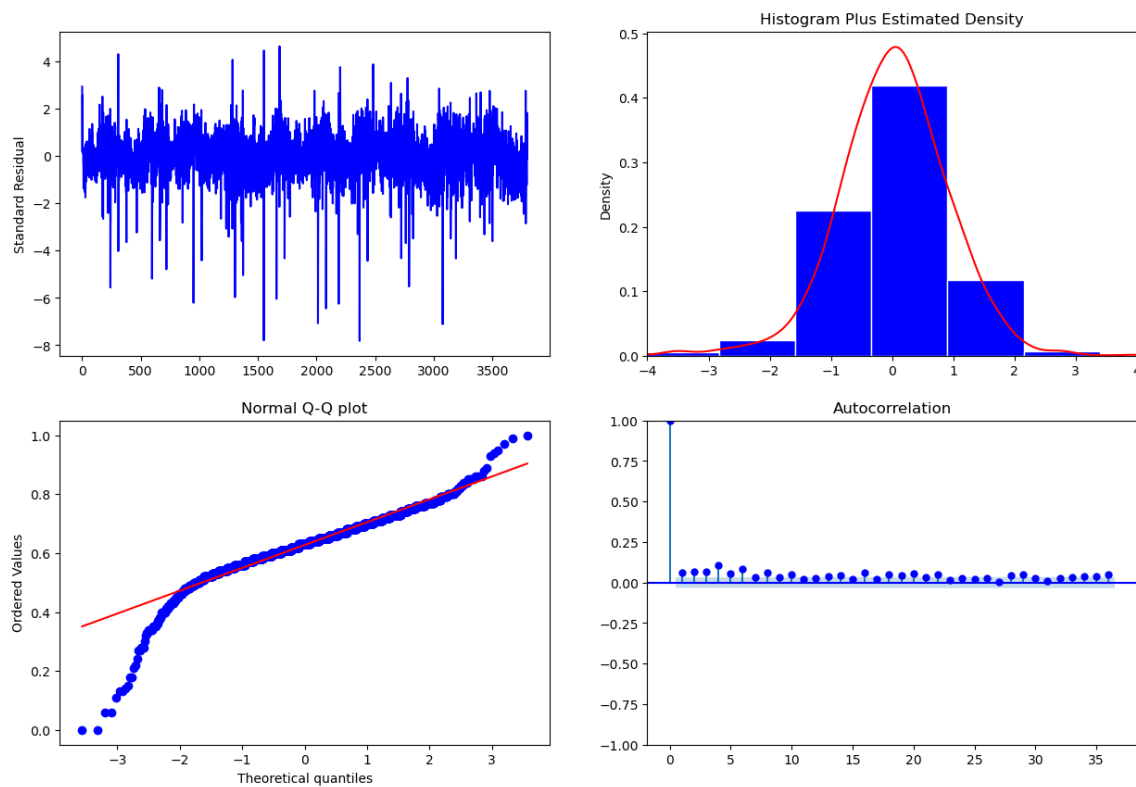 Standard Residual
4
2
0
−2
−4
−6
−8
0 500 1000 1500 2000 2500 3000 3500
Histogram Plus Estimated Density
Density
0.5
0.4
0.3
0.2
0.1
0.0
−4 −3 −2 −1 0 1 2 3 4
Normal Q-Q plot
Ordered Values
1.0
0.8
0.6
0.4
0.2
0.0
−3 −2 −1 0 1 2 3
Theoretical quantiles
Autocorrelation
1.00
0.75
0.50
0.25
0.00
−0.25
−0.50
−0.75
−1.00
0 5 10 15 20 25 30 35